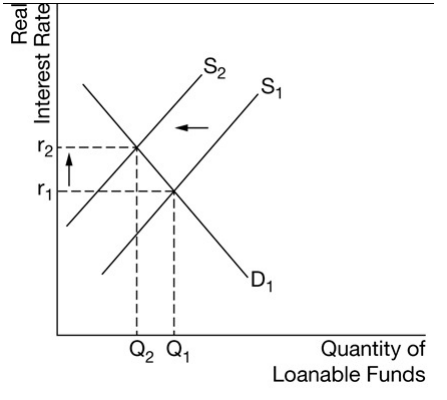 Real
Interest Rate
S2
S1
r2
r1
D1
Q2 Q1
Quantity of
Loanable Funds